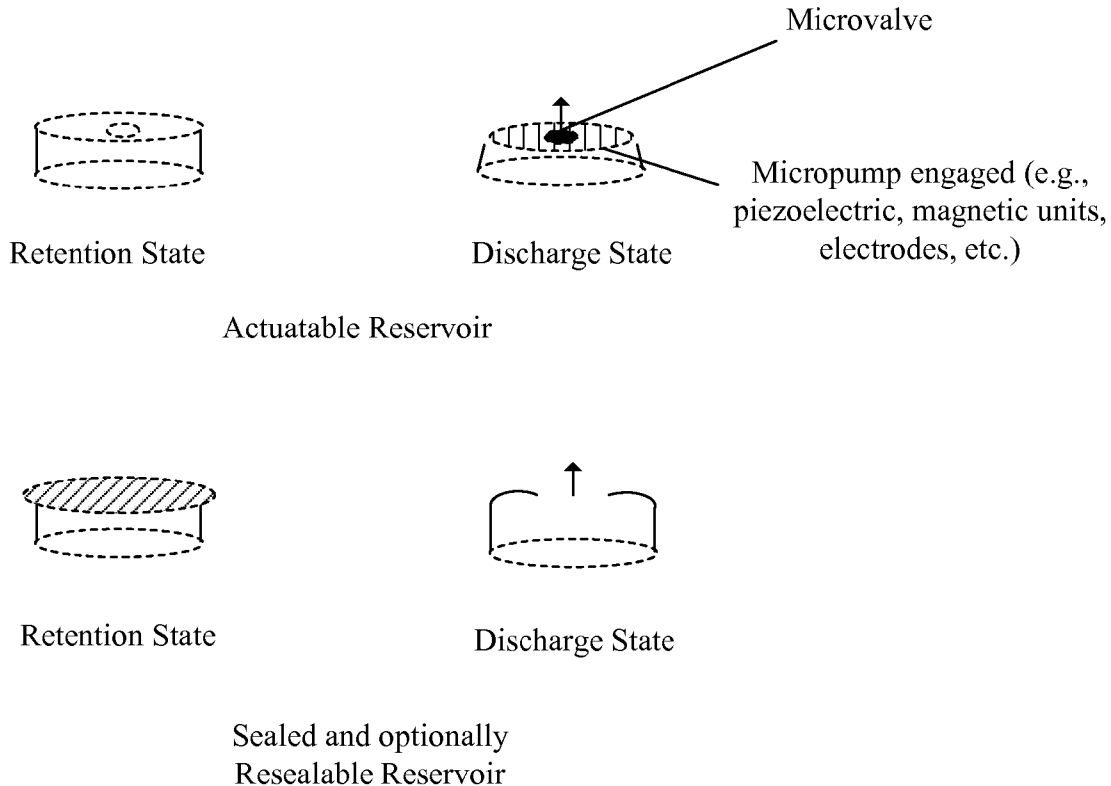 Microvalve
Micropump engaged (e.g.,
piezoelectric, magnetic units,
electrodes, etc.)
Retention State
Discharge State
Actuatable Reservoir
Retention State
Discharge State
Sealed and optionally
Resealable Reservoir